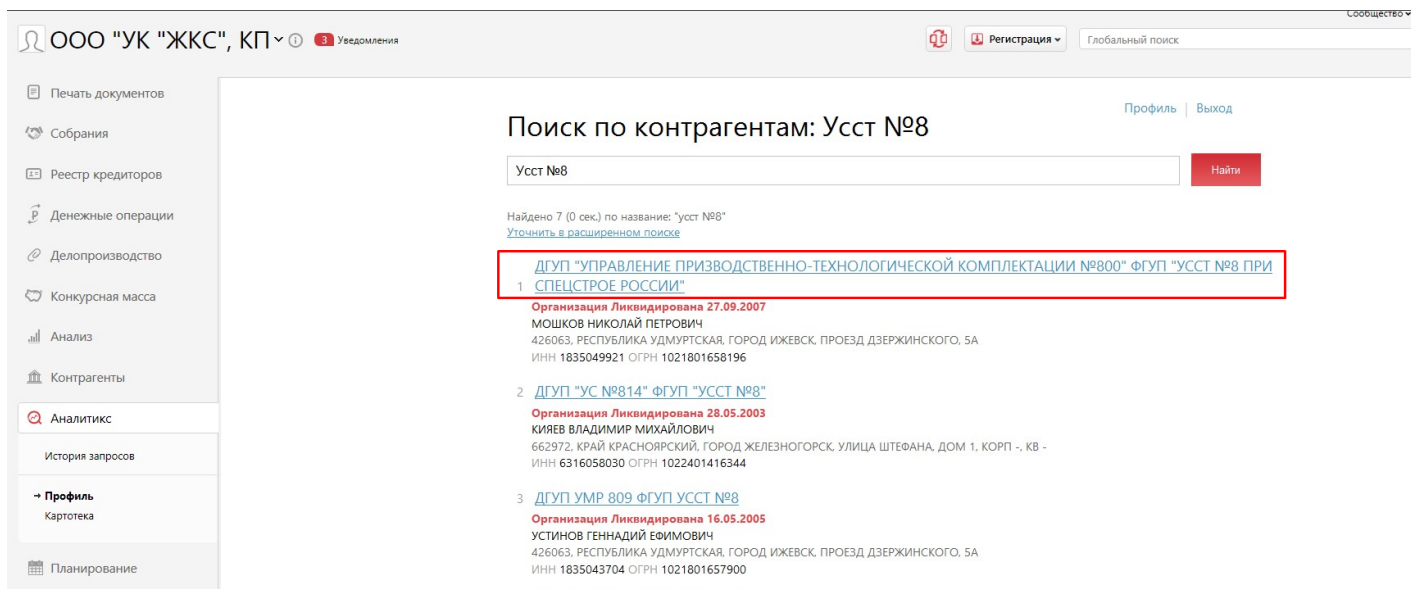 Сообщество
ООО "УК "ЖКС", КП
3 Уведомления
Регистрация
Глобальный поиск
Печать документов
Собрания
Реестр кредиторов
Денежные операции
Делопроизводство
Конкурсная масса
Анализ
Контрагенты
Аналитикс
История запросов
→ Профиль
Картотека
Планирование
Профиль | Выход
Поиск по контрагентам: Усст №8
Усст №8
Найти
Найдено 7 (0 сек.) по название: "усст №8"
Уточнить в расширенном поиске
ДГУП "УПРАВЛЕНИЕ ПРИЗВОДСТВЕННО-ТЕХНОЛОГИЧЕСКОЙ КОМПЛЕКТАЦИИ №800" ФГУП "УССТ №8 ПРИ
1 СПЕЦСТРОЕ РОССИИ"
Организация Ликвидирована 27.09.2007
МОШКОВ НИКОЛАЙ ПЕТРОВИЧ
426063, РЕСПУБЛИКА УДМУРТСКАЯ, ГОРОД ИЖЕВСК, ПРОЕЗД ДЗЕРЖИНСКОГО, 5А
ИНН 1835049921 ОГРН 1021801658196
2 ДГУП "УС №814" ФГУП "УССТ №8"
Организация Ликвидирована 28.05.2003
КИЯЕВ ВЛАДИМИР МИХАЙЛОВИЧ
662972, КРАЙ КРАСНОЯРСКИЙ, ГОРОД ЖЕЛЕЗНОГОРСК, УЛИЦА ШТЕФАНА, ДОМ 1, КОРП -, КВ -
ИНН 6316058030 ОГРН 1022401416344
3 ДГУП УМР 809 ФГУП УССТ №8
Организация Ликвидирована 16.05.2005
УСТИНОВ ГЕННАДИЙ ЕФИМОВИЧ
426063, РЕСПУБЛИКА УДМУРТСКАЯ, ГОРОД ИЖЕВСК, ПРОЕЗД ДЗЕРЖИНСКОГО, 5А
ИНН 1835043704 ОГРН 1021801657900